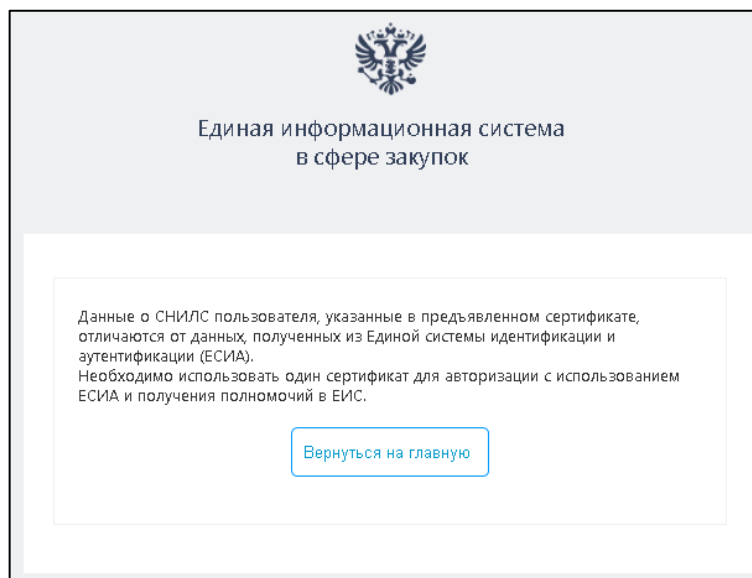 Единая информационная система
в сфере закупок
Данные о СНИЛС пользователя, указанные в предъявленном сертификате,
отличаются от данных, полученных из Единой системы идентификации и
аутентификации (ЕСИА).
Необходимо использовать один сертификат для авторизации с использованием
ЕСИА и получения полномочий в ЕИС.
Вернуться на главную